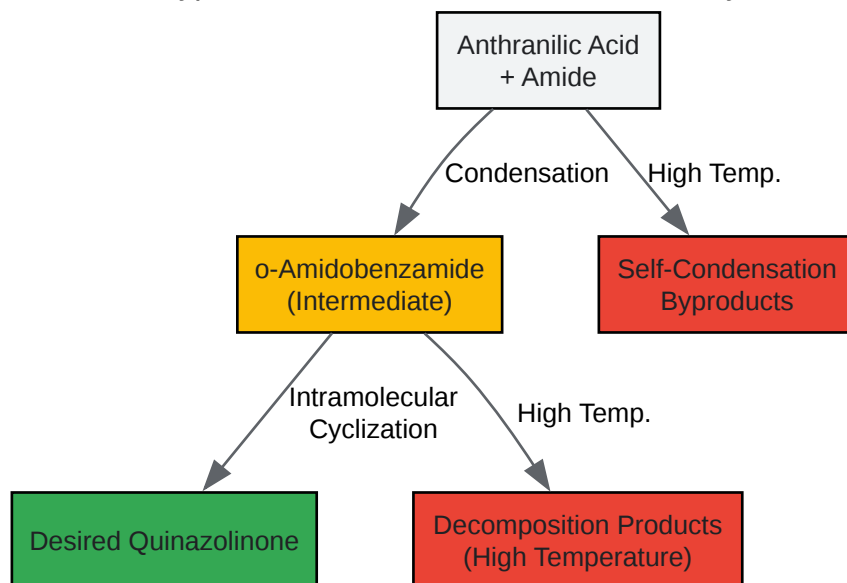 Anthranilic Acid
+ Amide
Condensation
High Temp.
o-Amidobenzamide
(Intermediate)
Self-Condensation
Byproducts
Intramolecular
Cyclization
High Temp.
Desired Quinazolinone
Decomposition Products
(High Temperature)